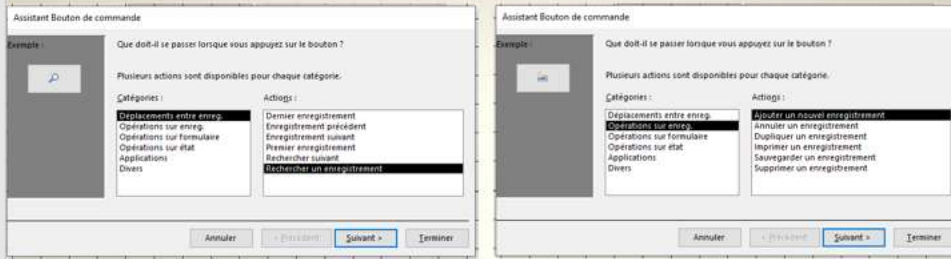 Assistant Bouton de commande
Exemple :
Que doit-il se passer lorsque vous appuyez sur le bouton ?
Plusieurs actions sont disponibles pour chaque catégorie.
Catégories :
Actions :
Déplacements entre enreg.
Opérations sur enreg.
Opérations sur formulaire
Opérations sur état
Applications
Divers
Dernier enregistrement
Enregistrement précédent
Enregistrement suivant
Premier enregistrement
Rechercher suivant
Rechercher un enregistrement
Annuler
< Précédent
Suivant >
Terminer
Assistant Bouton de commande
Exemple :
Que doit-il se passer lorsque vous appuyez sur le bouton ?
Plusieurs actions sont disponibles pour chaque catégorie.
Catégories :
Actions :
Déplacements entre enreg.
Opérations sur enreg.
Opérations sur formulaire
Opérations sur état
Applications
Divers
Ajouter un nouvel enregistrement
Annuler un enregistrement
Dupliquer un enregistrement
Imprimer un enregistrement
Sauvegarder un enregistrement
Supprimer un enregistrement
Annuler
< Précédent
Suivant >
Terminer